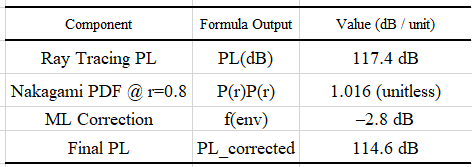 Component Formula Output Value (dB / unit)
Ray Tracing PL PL(dB) 117.4 dB
Nakagami PDF @ r=0.8 P(r)P(r) 1.016 (unitless)
ML Correction f(env) –2.8 dB
Final PL PL_corrected 114.6 dB